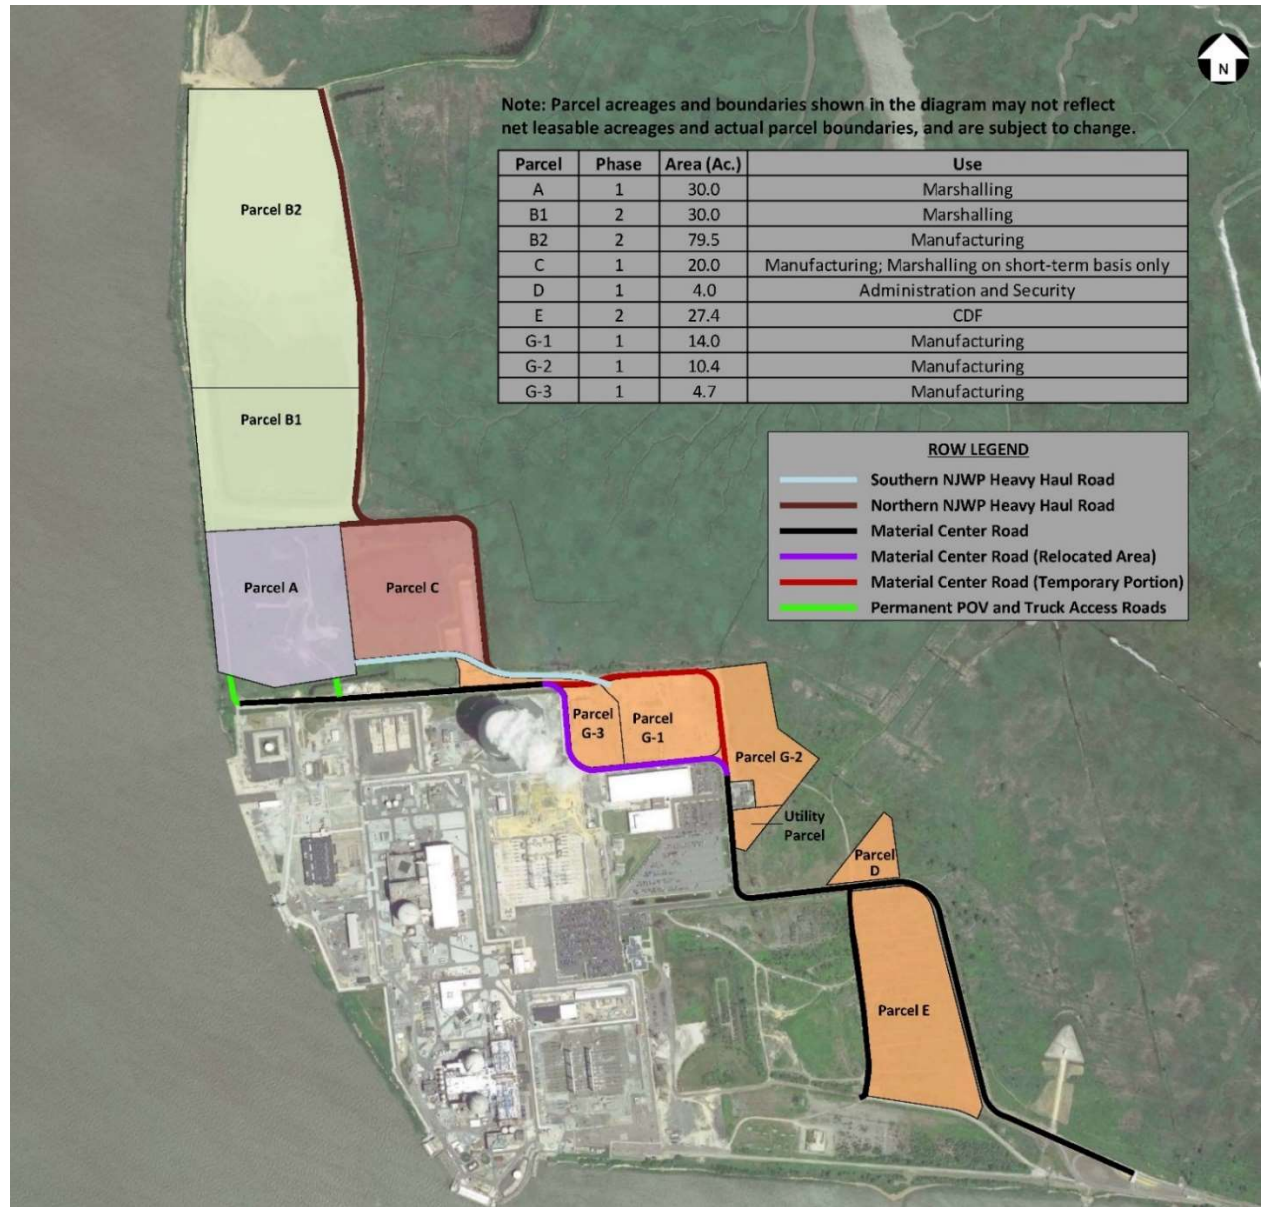 N
Note: Parcel acreages and boundaries shown in the diagram may not reflect
net leasable acreages and actual parcel boundaries, and are subject to change.
Parcel Phase Area (Ac.) Use
A 1 30.0 Marshalling
B1 2 30.0 Marshalling
B2 2 79.5 Manufacturing
C 1 20.0 Manufacturing; Marshalling on short-term basis only
D 1 4.0 Administration and Security
E 2 27.4 CDF
G-1 1 14.0 Manufacturing
G-2 1 10.4 Manufacturing
G-3 1 4.7 Manufacturing
ROW LEGEND
Southern NJWP Heavy Haul Road
Northern NJWP Heavy Haul Road
Material Center Road
Material Center Road (Relocated Area)
Material Center Road (Temporary Portion)
Permanent POV and Truck Access Roads
Parcel B2
Parcel B1
Parcel A
Parcel C
Parcel
G-3
Parcel
G-1
Parcel G-2
Utility
Parcel
Parcel
D
Parcel E